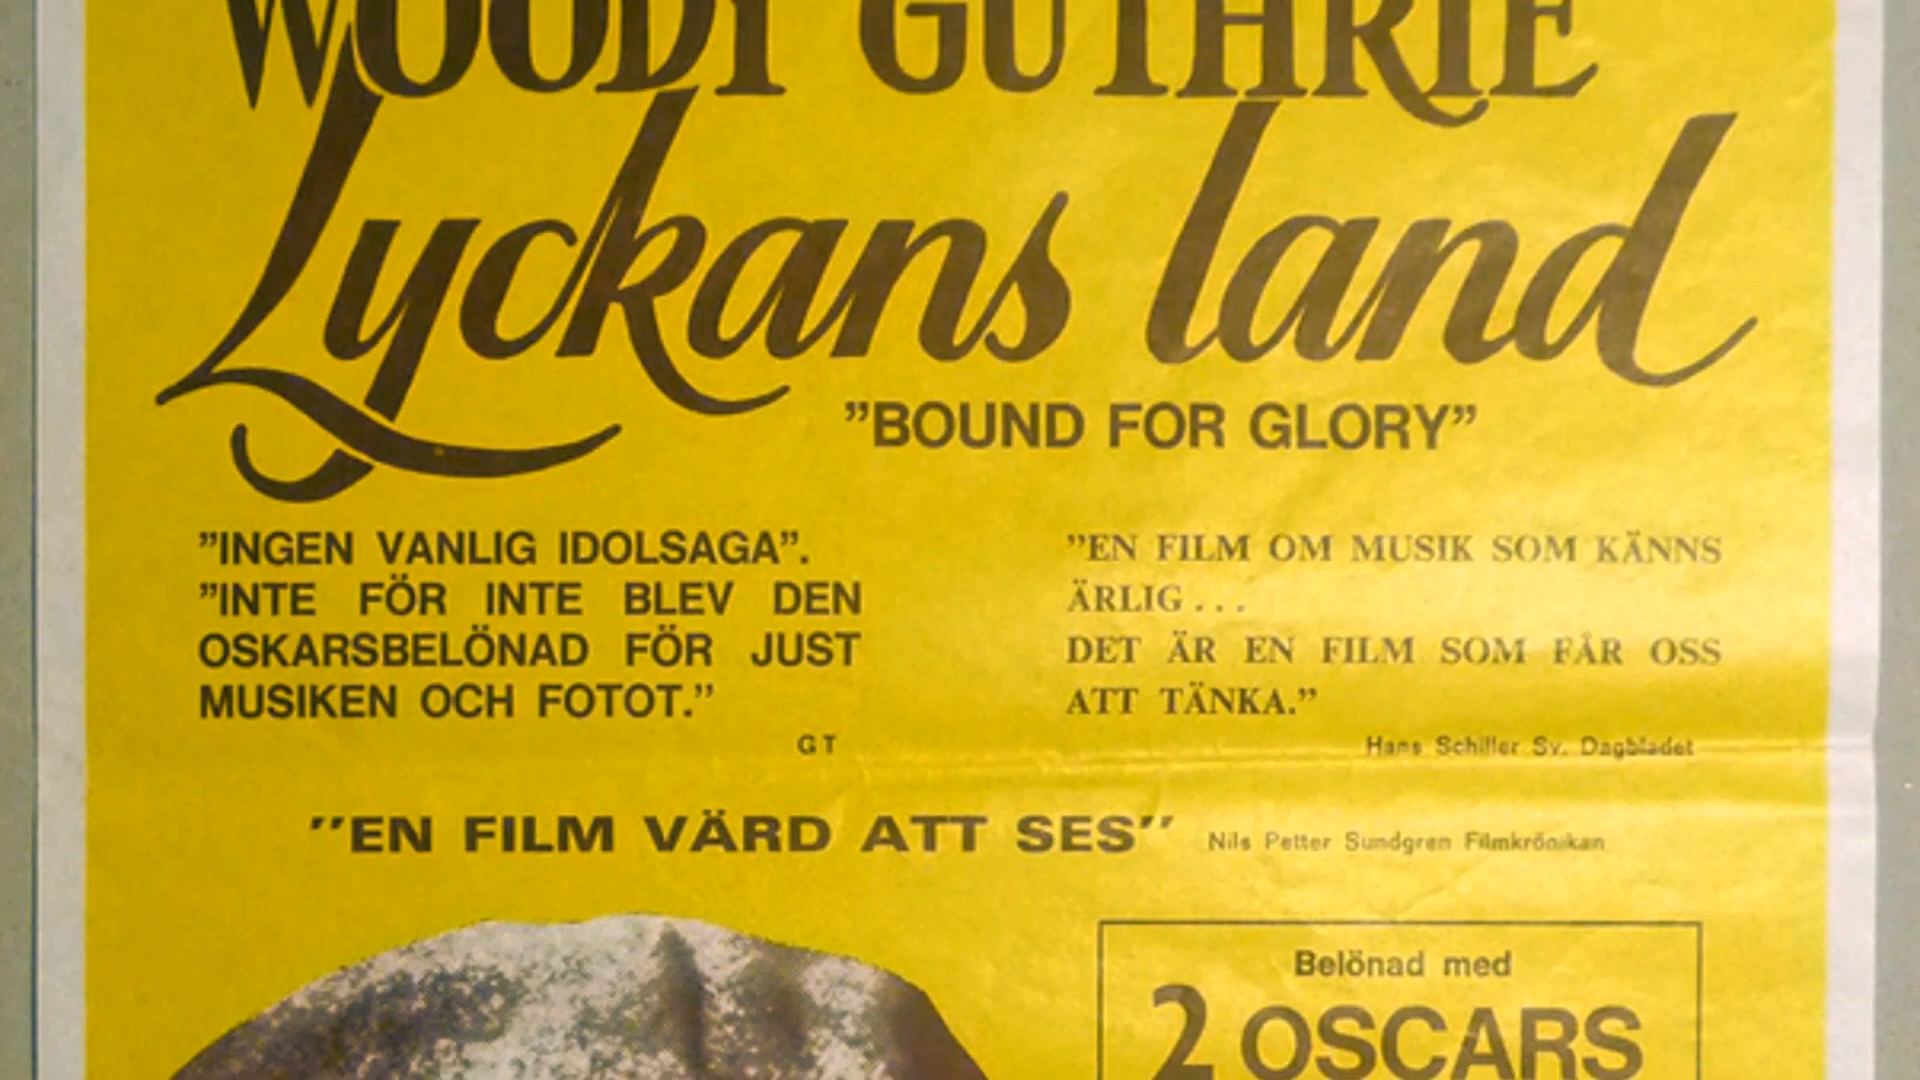 WOODY GUTHRIE
Lyckans land
”BOUND FOR GLORY”
”INGEN VANLIG IDOLSAGA”.
”INTE FÖR INTE BLEV DEN
OSKARSBELÖNAD FÖR JUST
MUSIKEN OCH FOTOT.”
GT
”EN FILM OM MUSIK SOM KÄNNS
ÄRLIG...
DET ÄR EN FILM SOM FÅR OSS
ATT TÄNKA.”
Hans Schiller Sv. Dagbladet
”EN FILM VÄRD ATT SES” Nils Petter Sundgren Filmkrönikan
Belönad med
2 OSCARS